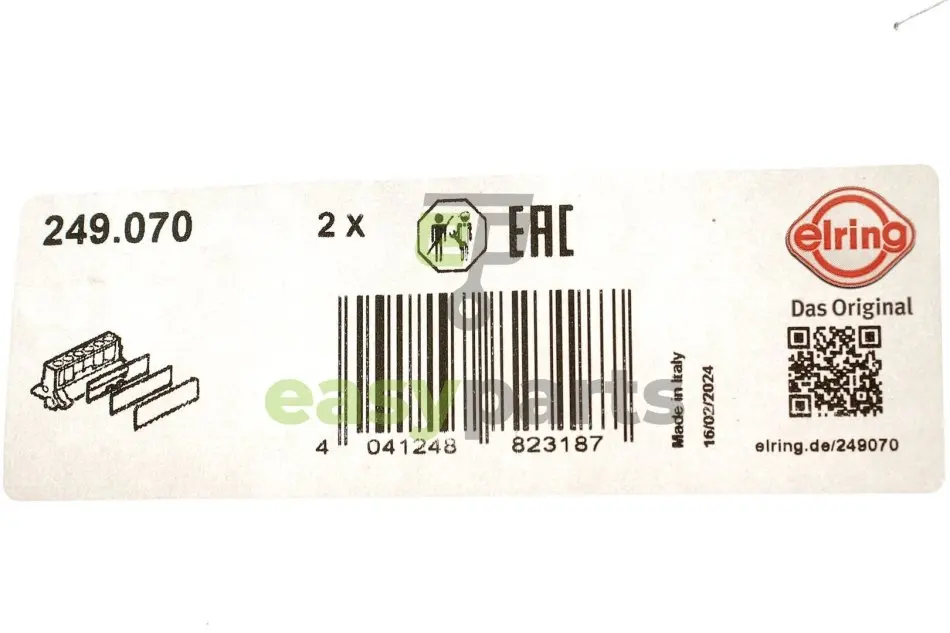 249.070
2 x
EAC
elring
Das Original
easyparts
Made in Italy
16/02/2024
4 041248 823187
elring.de/249070